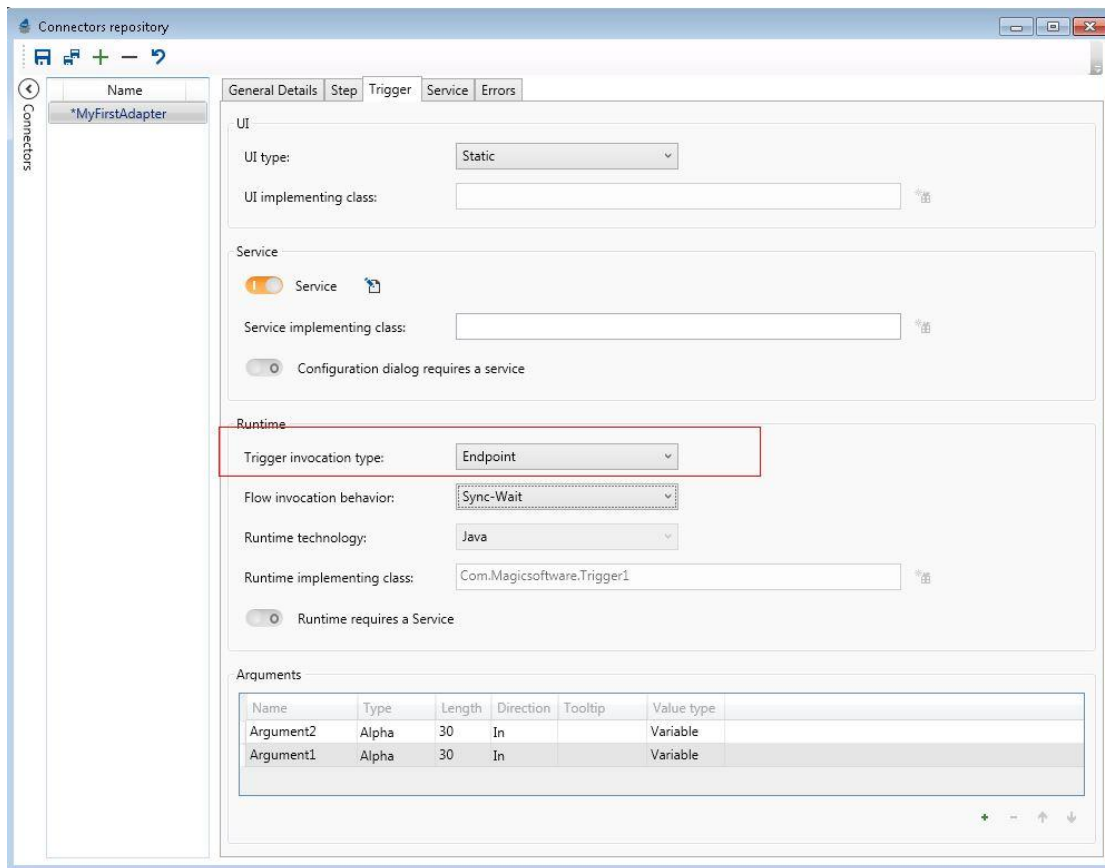 Connectors repository
Connectors
Name
*MyFirstAdapter
General Details Step Trigger Service Errors
UI
UI type: Static
UI implementing class:
Service
Service
Service implementing class:
Configuration dialog requires a service
Runtime
Trigger invocation type: Endpoint
Flow invocation behavior: Sync-Wait
Runtime technology: Java
Runtime implementing class: Com.Magicsoftware.Trigger1
Runtime requires a Service
Arguments
Name Type Length Direction Tooltip Value type
Argument2 Alpha 30 In Variable
Argument1 Alpha 30 In Variable